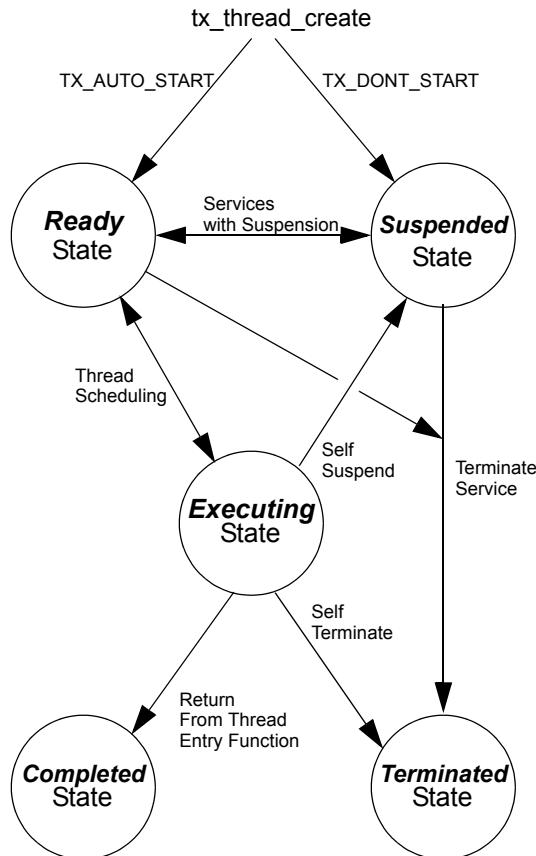 tx_thread_create
TX_AUTO_START
TX_DONT_START
Ready
State
Services
with Suspension
Suspended
State
Thread
Scheduling
Self
Suspend
Terminate
Service
Executing
State
Self
Terminate
Return
From Thread
Entry Function
Completed
State
Terminated
State